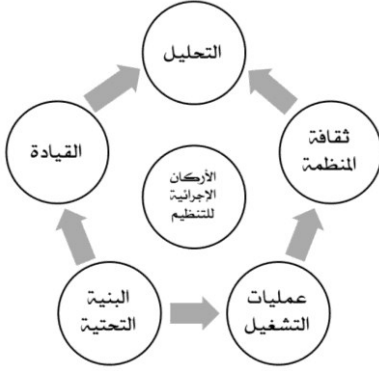 التحليل
ثقافة
المنظمة
القيادة
الأركان
الإجرائية
للتنظيم
عمليات
التشغيل
البنية
التحتية